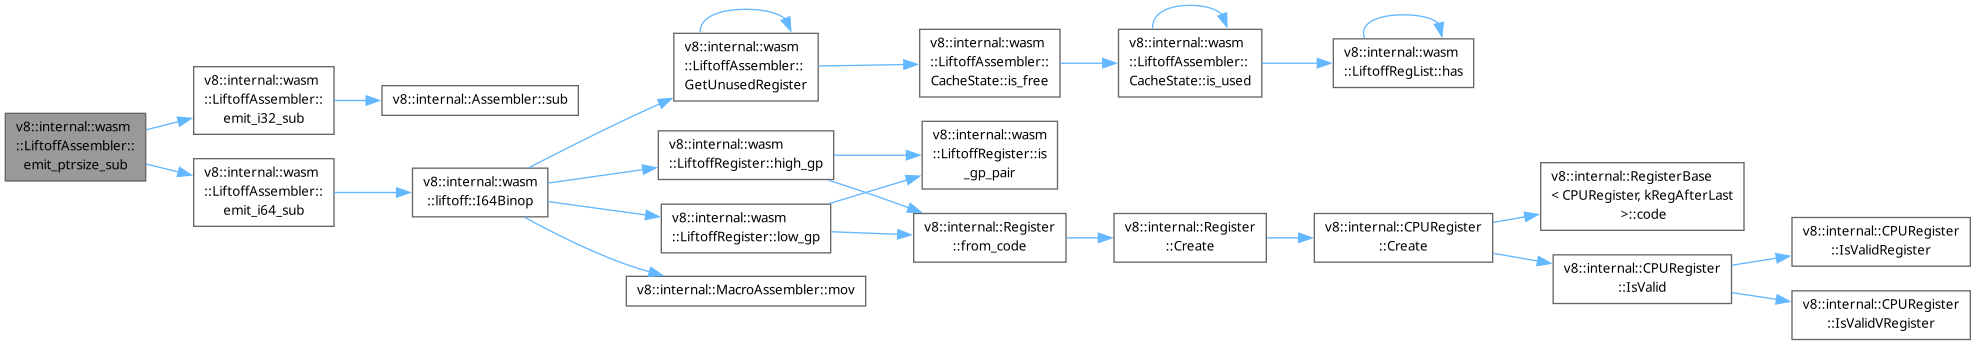 v8::internal::wasm
::LiftoffAssembler::
emit_ptrsize_sub
v8::internal::wasm
::LiftoffAssembler::
emit_i32_sub
v8::internal::Assembler::sub
v8::internal::wasm
::LiftoffAssembler::
emit_i64_sub
v8::internal::wasm
::liftoff::I64Binop
v8::internal::wasm
::LiftoffAssembler::
GetUnusedRegister
v8::internal::wasm
::LiftoffAssembler::
CacheState::is_free
v8::internal::wasm
::LiftoffAssembler::
CacheState::is_used
v8::internal::wasm
::LiftoffRegList::has
v8::internal::wasm
::LiftoffRegister::high_gp
v8::internal::wasm
::LiftoffRegister::is
_gp_pair
v8::internal::wasm
::LiftoffRegister::low_gp
v8::internal::Register
::from_code
v8::internal::Register
::Create
v8::internal::CPURegister
::Create
v8::internal::RegisterBase
< CPURegister, kRegAfterLast
>::code
v8::internal::CPURegister
::IsValid
v8::internal::CPURegister
::IsValidRegister
v8::internal::CPURegister
::IsValidVRegister
v8::internal::MacroAssembler::mov